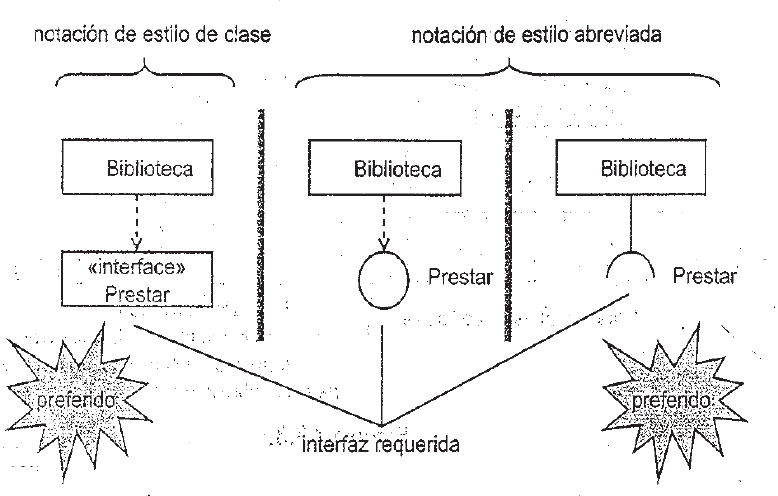 notación de estilo de clase
notación de estilo abreviada
Biblioteca
Biblioteca
Biblioteca
«interface»
Prestar
Prestar
Prestar
preferido
preferido
interfaz requerida